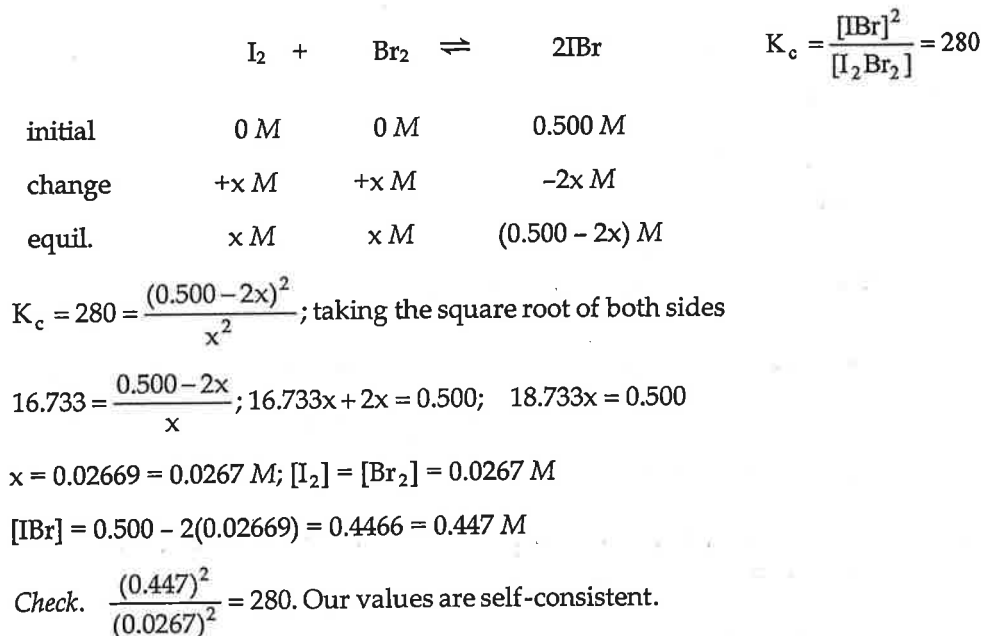 I₂ + Br₂ ⇌ 2IBr K_c = [IBr]²/[I₂Br₂] = 280
initial 0 M 0 M 0.500 M
change +x M +x M –2x M
equil. x M x M (0.500 – 2x) M
K_c = 280 = (0.500 – 2x)²/x²; taking the square root of both sides
16.733 = (0.500 – 2x)/x; 16.733x + 2x = 0.500; 18.733x = 0.500
x = 0.02669 = 0.0267 M; [I₂] = [Br₂] = 0.0267 M
[IBr] = 0.500 – 2(0.02669) = 0.4466 = 0.447 M
Check. (0.447)²/(0.0267)² = 280. Our values are self-consistent.